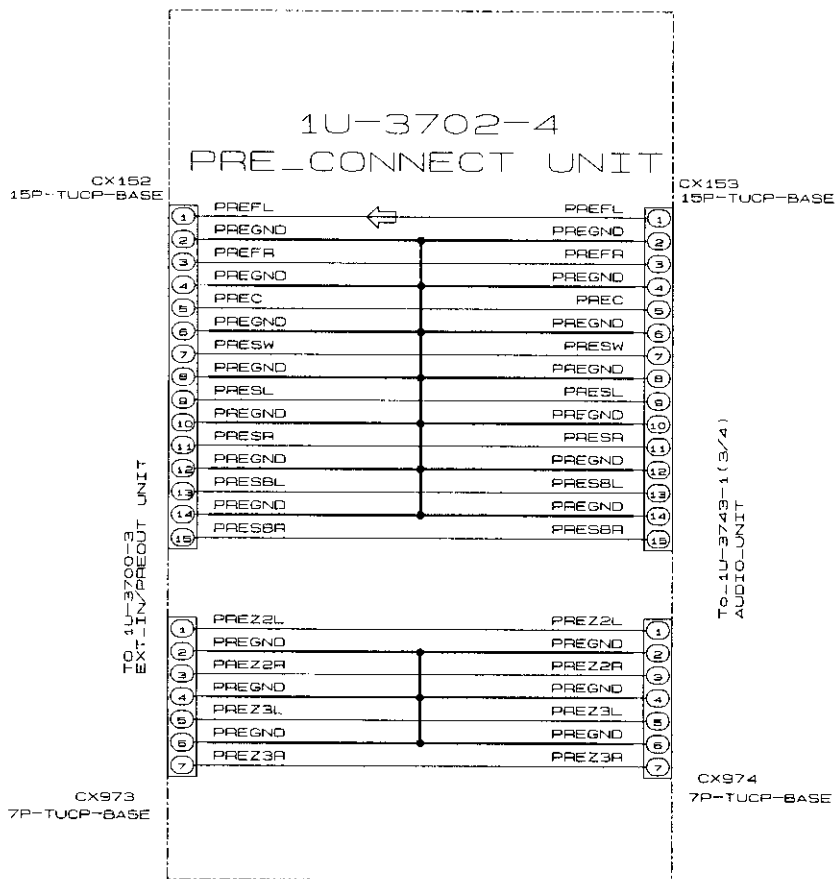 1U-3702-4
PRE_CONNECT UNIT
CX152
15P-TUCP-BASE
CX153
15P-TUCP-BASE
1 PREFL PREFL 1
2 PREGND PREGND 2
3 PREFR PREFR 3
4 PREGND PREGND 4
5 PREC PREC 5
6 PREGND PREGND 6
7 PRESW PRESW 7
8 PREGND PREGND 8
9 PRESL PRESL 9
10 PREGND PREGND 10
11 PRESR PRESR 11
12 PREGND PREGND 12
13 PRESBL PRESBL 13
14 PREGND PREGND 14
15 PRESBR PRESBR 15
TO_1U-3700-3
EXT_IN/PREOUT UNIT
To_1U-3743-1(3/4)
AUDIO_UNIT
1 PREZ2L PREZ2L 1
2 PREGND PREGND 2
3 PREZ2R PREZ2R 3
4 PREGND PREGND 4
5 PREZ3L PREZ3L 5
6 PREGND PREGND 6
7 PREZ3R PREZ3R 7
CX973
7P-TUCP-BASE
CX974
7P-TUCP-BASE